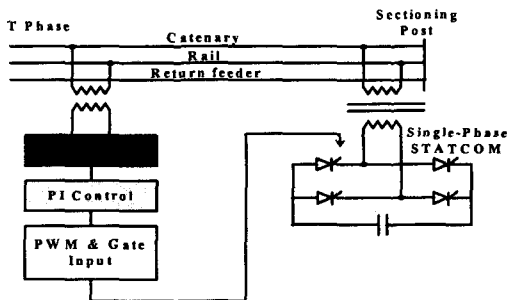 T Phase
Sectioning
Post
Catenary
Rail
Return feeder
Single-Phase
STATCOM
PI Control
PWM & Gate
Input